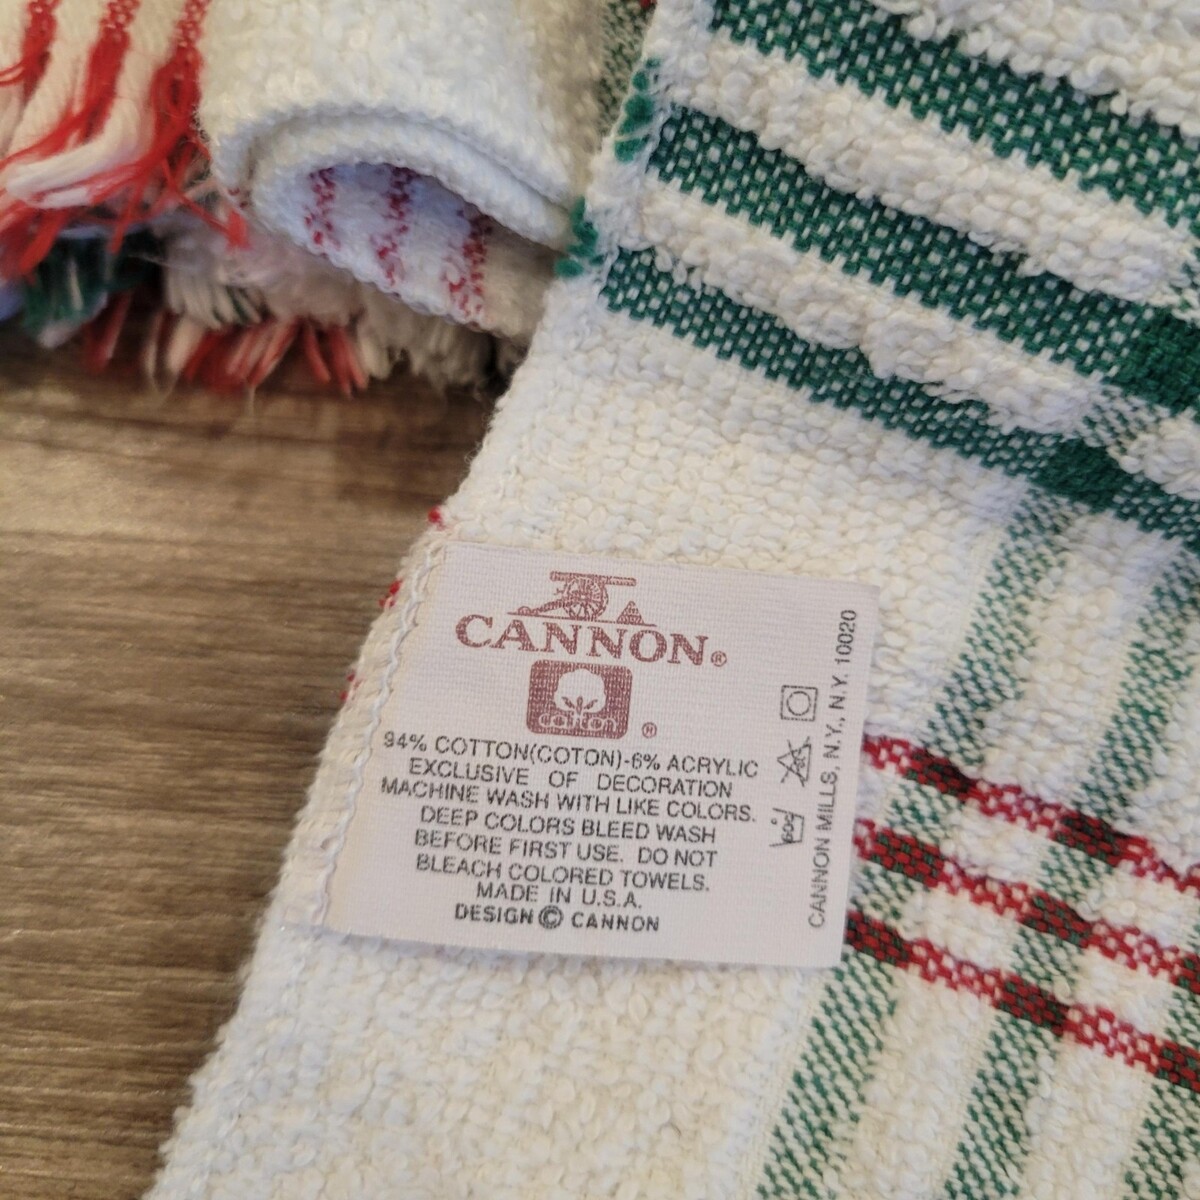 CANNON®
cotton ®
94% COTTON(COTON)-6% ACRYLIC
EXCLUSIVE OF DECORATION
MACHINE WASH WITH LIKE COLORS.
DEEP COLORS BLEED WASH
BEFORE FIRST USE. DO NOT
BLEACH COLORED TOWELS.
MADE IN U.S.A.
DESIGN © CANNON
CANNON MILLS, N.Y., N.Y. 10020